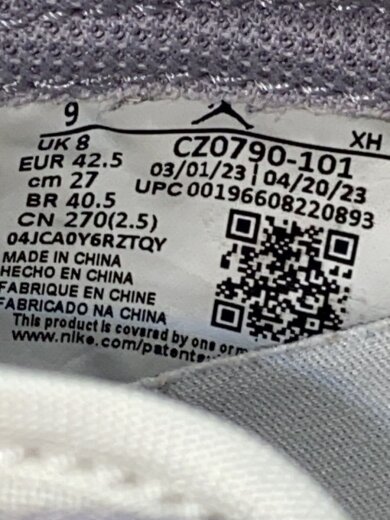 9
XH
UK 8
EUR 42.5
cm 27
BR 40.5
CN 270(2.5)
04JCA0Y6RZTQY
MADE IN CHINA
HECHO EN CHINA
FABRIQUE EN CHINE
FABRICADO NA CHINA
This product is covered by one or
www.nike.com/patents
CZ0790-101
03/01/23 | 04/20/23
UPC 00196608220893